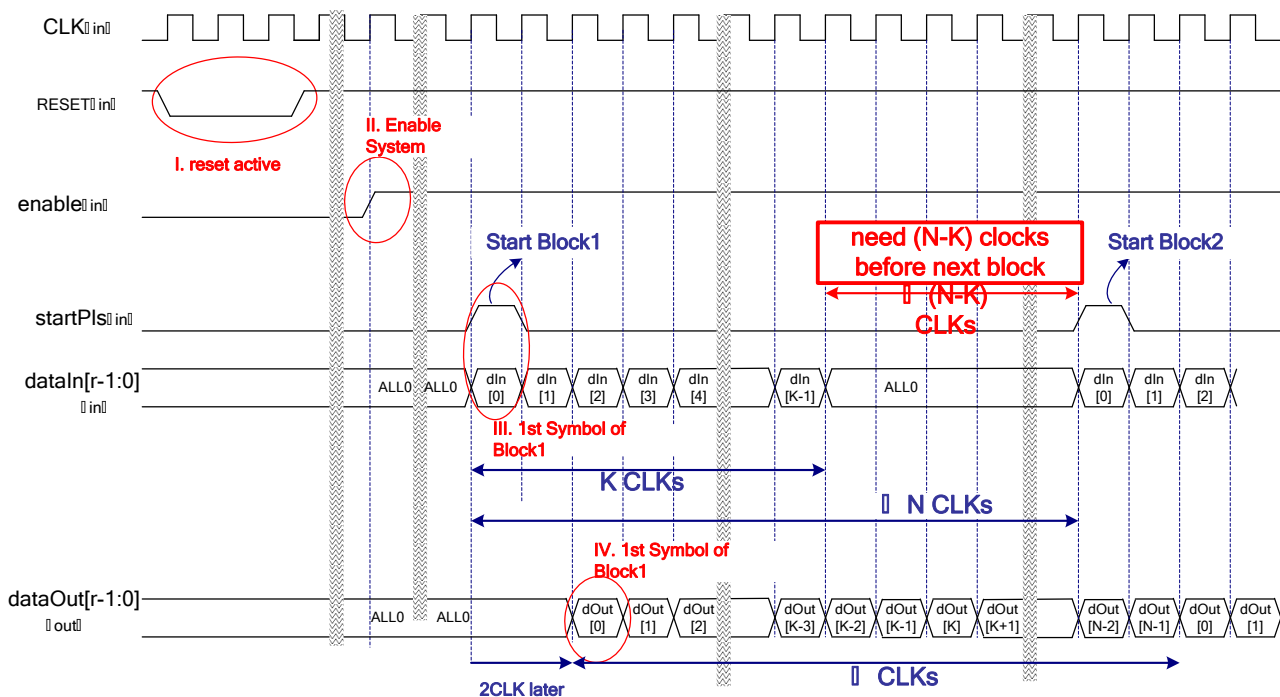 CLK▯in▯
RESET▯in▯
I. reset active
II. Enable
System
enable▯in▯
Start Block1
need (N-K) clocks
before next block
▯ (N-K)
CLKs
Start Block2
startPls▯in▯
dataIn[r-1:0]
▯in▯
ALL0 ALL0 dIn dIn dIn dIn dIn dIn ALL0 dIn dIn dIn
[0] [1] [2] [3] [4] [K-1] [0] [1] [2]
III. 1st Symbol of
Block1
K CLKs
▯ N CLKs
IV. 1st Symbol of
Block1
dataOut[r-1:0]
▯out▯
ALL0 ALL0 dOut dOut dOut dOut dOut dOut dOut dOut dOut dOut dOut dOut
[0] [1] [2] [K-3] [K-2] [K-1] [K] [K+1] [N-2] [N-1] [0] [1]
2CLK later
▯ CLKs